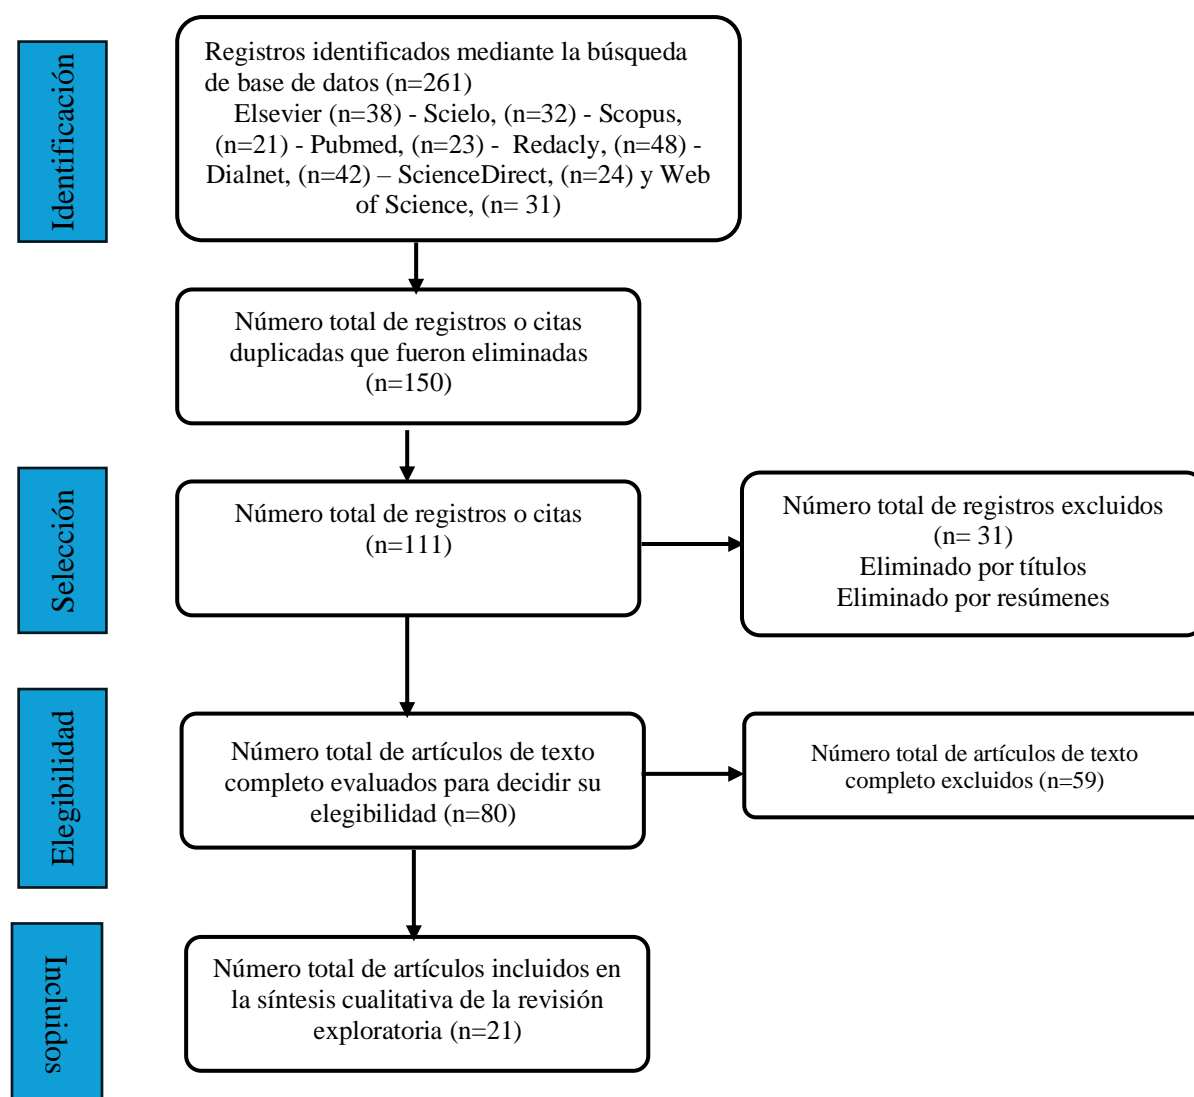 Identificación
Registros identificados mediante la búsqueda
de base de datos (n=261)
Elsevier (n=38) - Scielo, (n=32) - Scopus,
(n=21) - Pubmed, (n=23) - Redacly, (n=48) -
Dialnet, (n=42) – ScienceDirect, (n=24) y Web
of Science, (n= 31)
Número total de registros o citas
duplicadas que fueron eliminadas
(n=150)
Selección
Número total de registros o citas
(n=111)
Número total de registros excluidos
(n= 31)
Eliminado por títulos
Eliminado por resúmenes
Elegibilidad
Número total de artículos de texto
completo evaluados para decidir su
elegibilidad (n=80)
Número total de artículos de texto
completo excluidos (n=59)
Incluidos
Número total de artículos incluidos en
la síntesis cualitativa de la revisión
exploratoria (n=21)